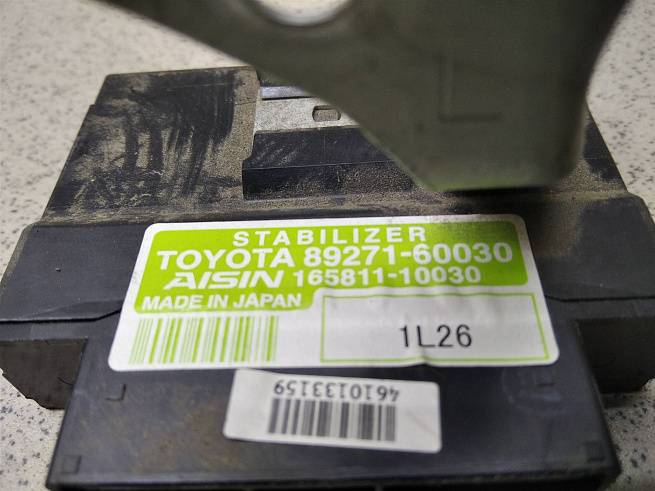 STABILIZER
TOYOTA 89271-60030
AISIN 165811-10030
MADE IN JAPAN
1L26
4610133159
L